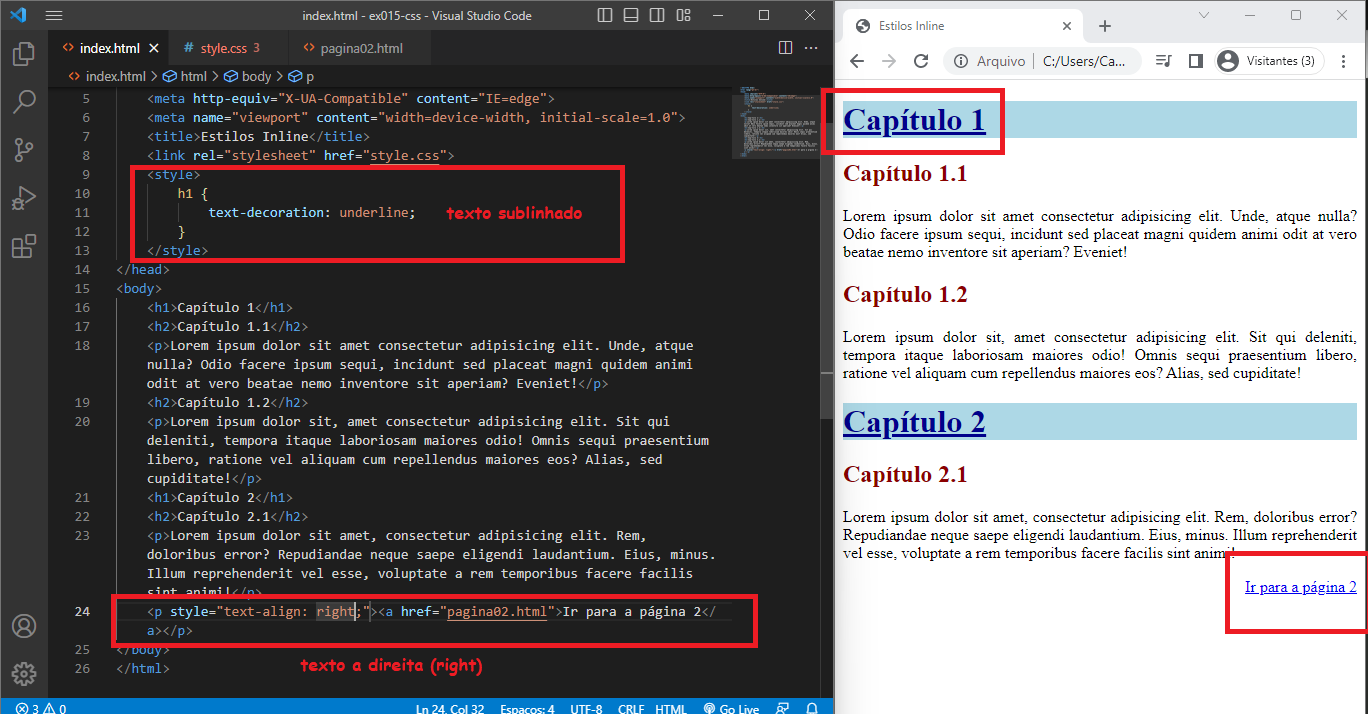 index.html - ex015-css - Visual Studio Code
index.html
style.css 3
pagina02.html
index.html > html > body > p
5 <meta http-equiv="X-UA-Compatible" content="IE=edge">
6 <meta name="viewport" content="width=device-width, initial-scale=1.0">
7 <title>Estilos Inline</title>
8 <link rel="stylesheet" href="style.css">
9 <style>
10 h1 {
11 text-decoration: underline; texto sublinhado
12 }
13 </style>
14 </head>
15 <body>
16 <h1>Capítulo 1</h1>
17 <h2>Capítulo 1.1</h2>
18 <p>Lorem ipsum dolor sit amet consectetur adipisicing elit. Unde, atque
nulla? Odio facere ipsum sequi, incidunt sed placeat magni quidem animi
odit at vero beatae nemo inventore sit aperiam? Eveniet!</p>
19 <h2>Capítulo 1.2</h2>
20 <p>Lorem ipsum dolor sit, amet consectetur adipisicing elit. Sit qui
deleniti, tempora itaque laboriosam maiores odio! Omnis sequi praesentium
libero, ratione vel aliquam cum repellendus maiores eos? Alias, sed
cupiditate!</p>
21 <h1>Capítulo 2</h1>
22 <h2>Capítulo 2.1</h2>
23 <p>Lorem ipsum dolor sit amet, consectetur adipisicing elit. Rem,
doloribus error? Repudiandae neque saepe eligendi laudantium. Eius, minus.
Illum reprehenderit vel esse, voluptate a rem temporibus facere facilis
sint animi!</p>
24 <p style="text-align: right;"><a href="pagina02.html">Ir para a página 2</
a></p>
25 </body>
texto a direita (right)
26 </html>
3 0 Ln 24, Col 32 Espaços: 4 UTF-8 CRLF HTML Go Live
Estilos Inline
Arquivo | C:/Users/Ca... Visitantes (3)
Capítulo 1
Capítulo 1.1
Lorem ipsum dolor sit amet consectetur adipisicing elit. Unde, atque nulla?
Odio facere ipsum sequi, incidunt sed placeat magni quidem animi odit at vero
beatae nemo inventore sit aperiam? Eveniet!
Capítulo 1.2
Lorem ipsum dolor sit, amet consectetur adipisicing elit. Sit qui deleniti,
tempora itaque laboriosam maiores odio! Omnis sequi praesentium libero,
ratione vel aliquam cum repellendus maiores eos? Alias, sed cupiditate!
Capítulo 2
Capítulo 2.1
Lorem ipsum dolor sit amet, consectetur adipisicing elit. Rem, doloribus error?
Repudiandae neque saepe eligendi laudantium. Eius, minus. Illum reprehenderit
vel esse, voluptate a rem temporibus facere facilis sint animi!
Ir para a página 2